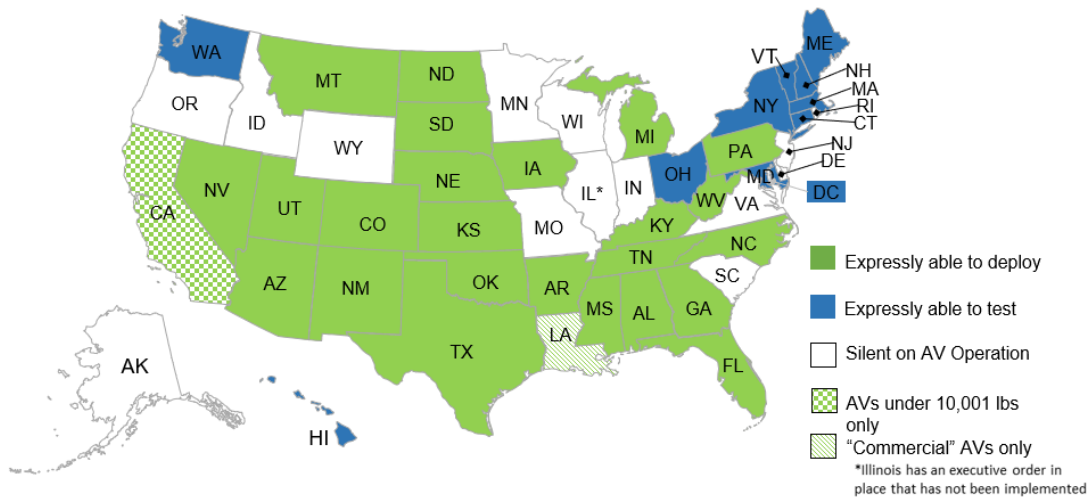 WA
ME
VT
MT
ND
NH
MN
MA
OR
NY
RI
ID
SD
WI
CT
MI
WY
NJ
PA
IA
DE
NE
OH
MD
IL*
IN
DC
NV
WV
VA
UT
CA
CO
KS
MO
KY
NC
TN
Expressly able to deploy
OK
AZ
NM
AR
SC
MS
AL
GA
Expressly able to test
LA
TX
Silent on AV Operation
AK
FL
AVs under 10,001 lbs
only
HI
“Commercial” AVs only
*Illinois has an executive order in
place that has not been implemented